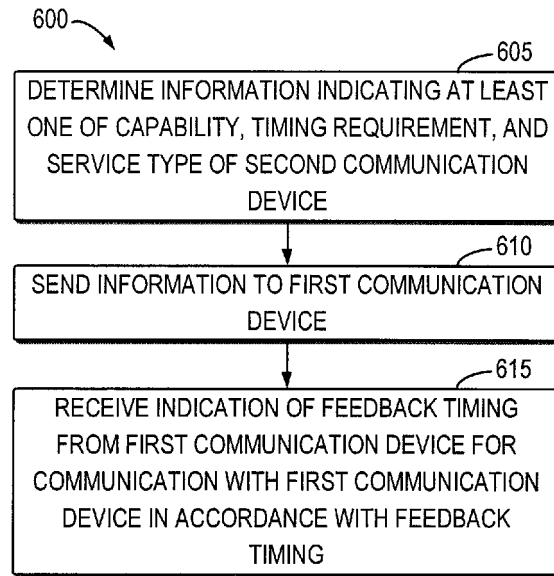 600
605
DETERMINE INFORMATION INDICATING AT LEAST
ONE OF CAPABILITY, TIMING REQUIREMENT, AND
SERVICE TYPE OF SECOND COMMUNICATION
DEVICE
610
SEND INFORMATION TO FIRST COMMUNICATION
DEVICE
615
RECEIVE INDICATION OF FEEDBACK TIMING
FROM FIRST COMMUNICATION DEVICE FOR
COMMUNICATION WITH FIRST COMMUNICATION
DEVICE IN ACCORDANCE WITH FEEDBACK
TIMING